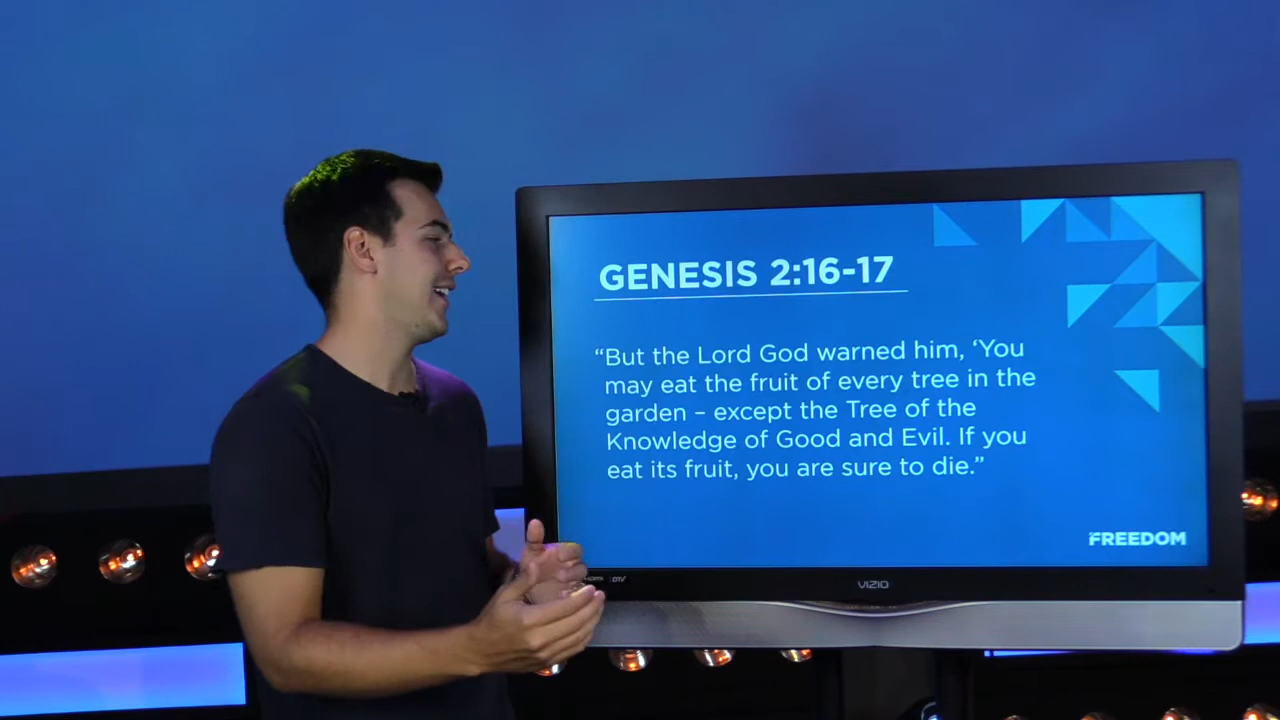 GENESIS 2:16-17
“But the Lord God warned him, ‘You
may eat the fruit of every tree in the
garden – except the Tree of the
Knowledge of Good and Evil. If you
eat its fruit, you are sure to die.”
FREEDOM
HDMI DTV
VIZIO